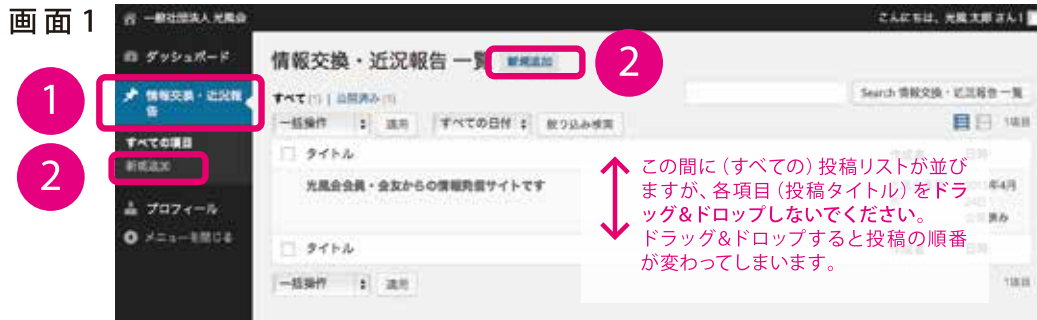 画面1
一般社団法人 光風会
こんにちは、光風太郎 さん!
ダッシュボード
情報交換・近況報告 一覧 新規追加
2
1
情報交換・近況報
告
すべて (1) | 公開済み (1)
Search 情報交換・近況報告 一覧
一括操作 適用 すべての日付 絞り込み検索
1項目
すべての項目
新規追加
2
タイトル
日時
光風会会員・会友からの情報発信サイトです
年4月
済み
この間に(すべての)投稿リストが並び
ますが、各項目(投稿タイトル)をドラ
ッグ&ドロップしないでください。
ドラッグ&ドロップすると投稿の順番
が変わってしまいます。
プロフィール
メニューを閉じる
タイトル
日時
一括操作 適用
1項目